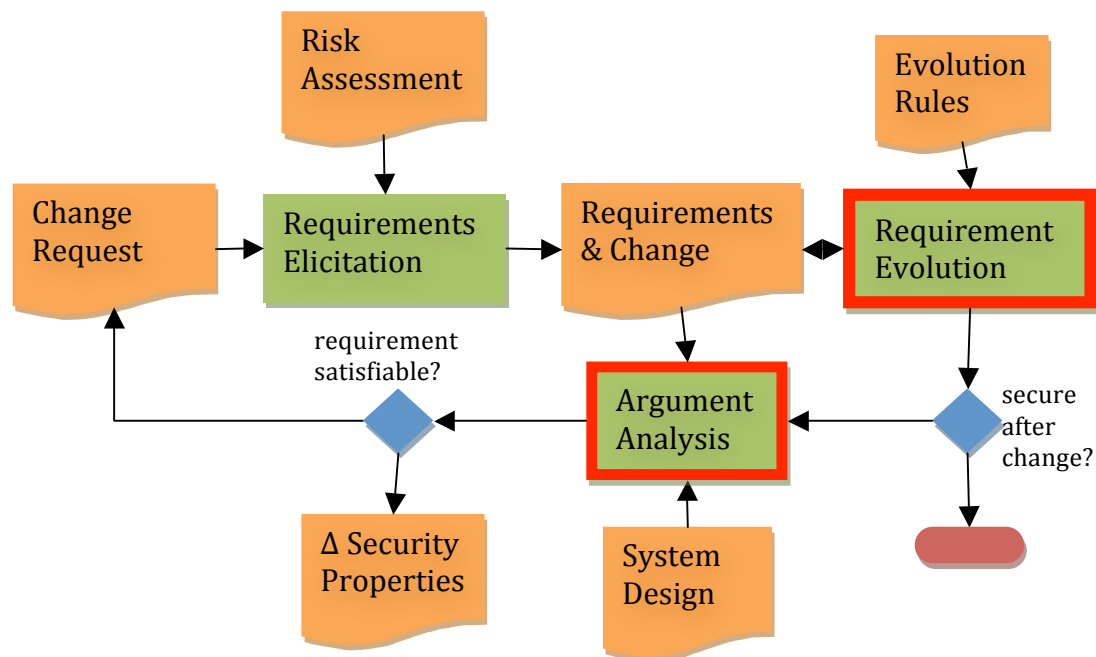 Risk
Assessment
Evolution
Rules
Change
Request
Requirements
Elicitation
Requirements
& Change
Requirement
Evolution
requirement
satisfiable?
Argument
Analysis
secure
after
change?
Δ Security
Properties
System
Design